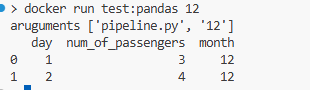 > docker run test:pandas 12
aruguments ['pipeline.py', '12']
day num_of_passengers month
0 1 3 12
1 2 4 12